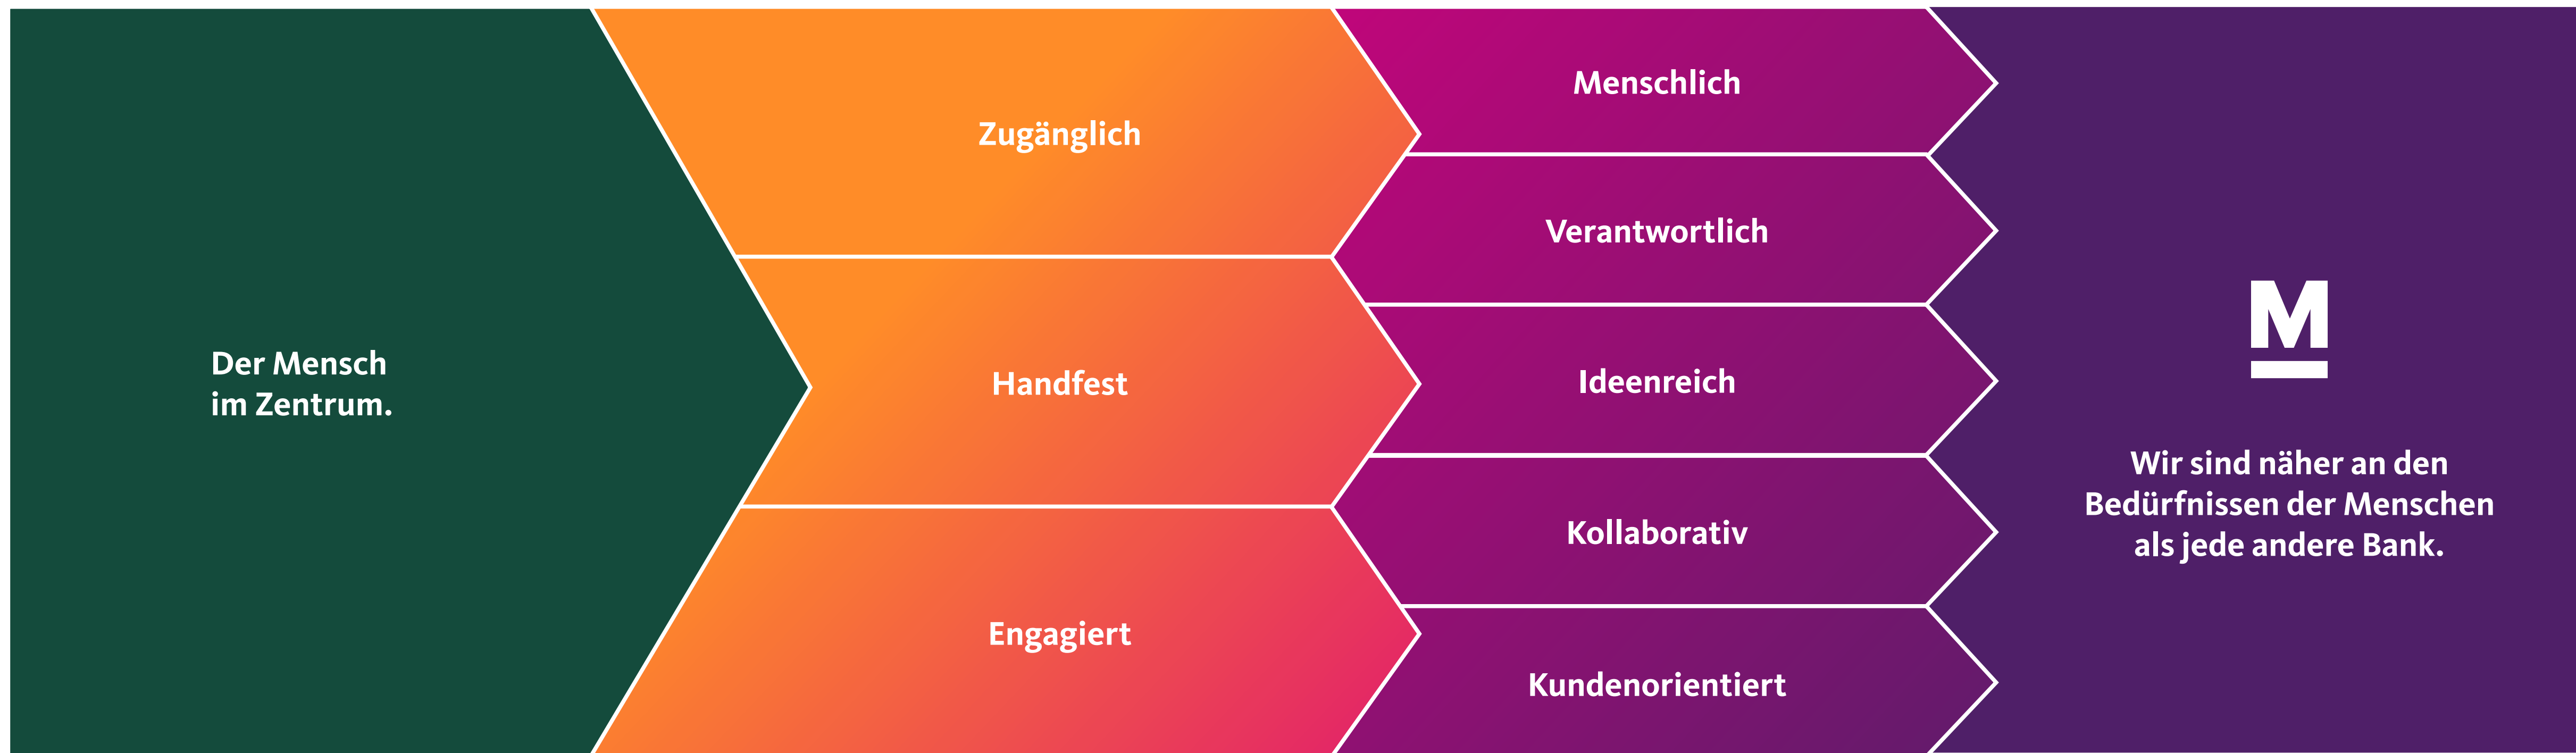 Der Mensch
im Zentrum.
Zugänglich
Handfest
Engagiert
Menschlich
Verantwortlich
Ideenreich
Kollaborativ
Kundenorientiert
M
Wir sind näher an den
Bedürfnissen der Menschen
als jede andere Bank.